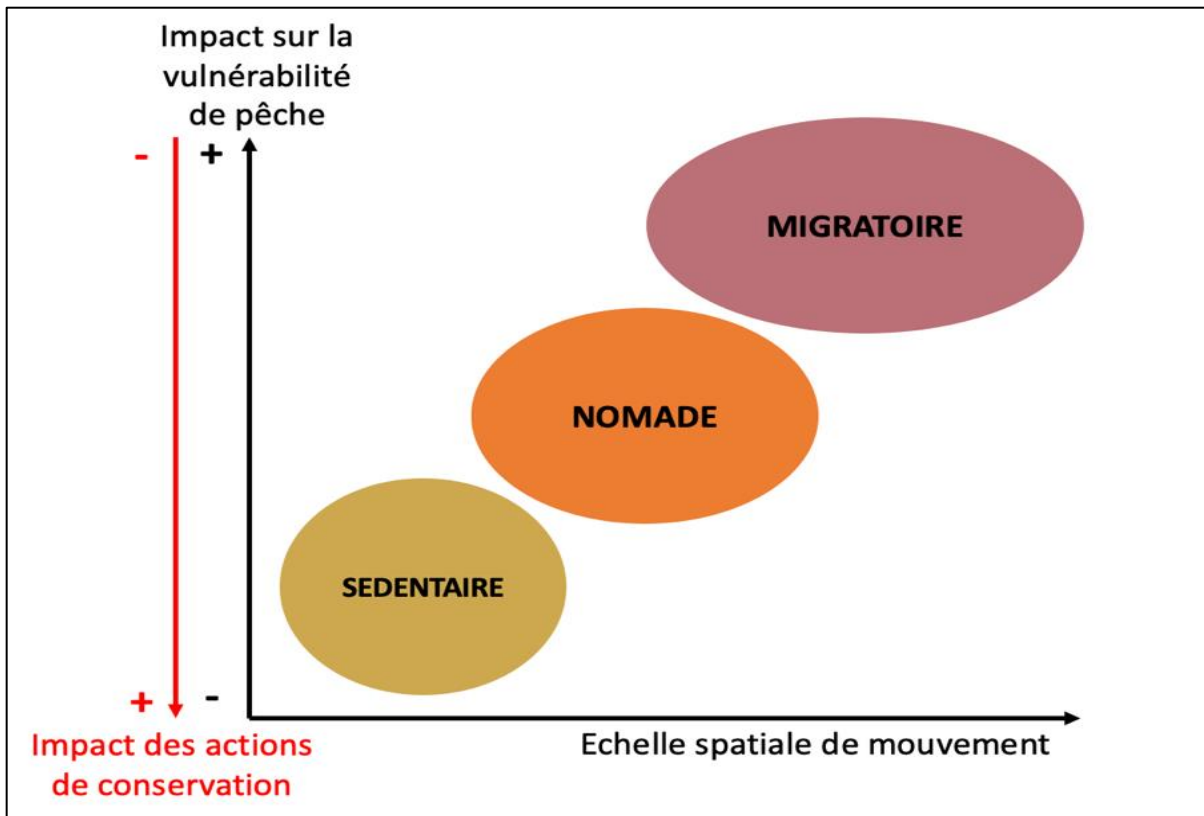 Impact sur la
vulnérabilité
de pêche
- +
MIGRATOIRE
NOMADE
SEDENTAIRE
+ -
Impact des actions
de conservation
Echelle spatiale de mouvement